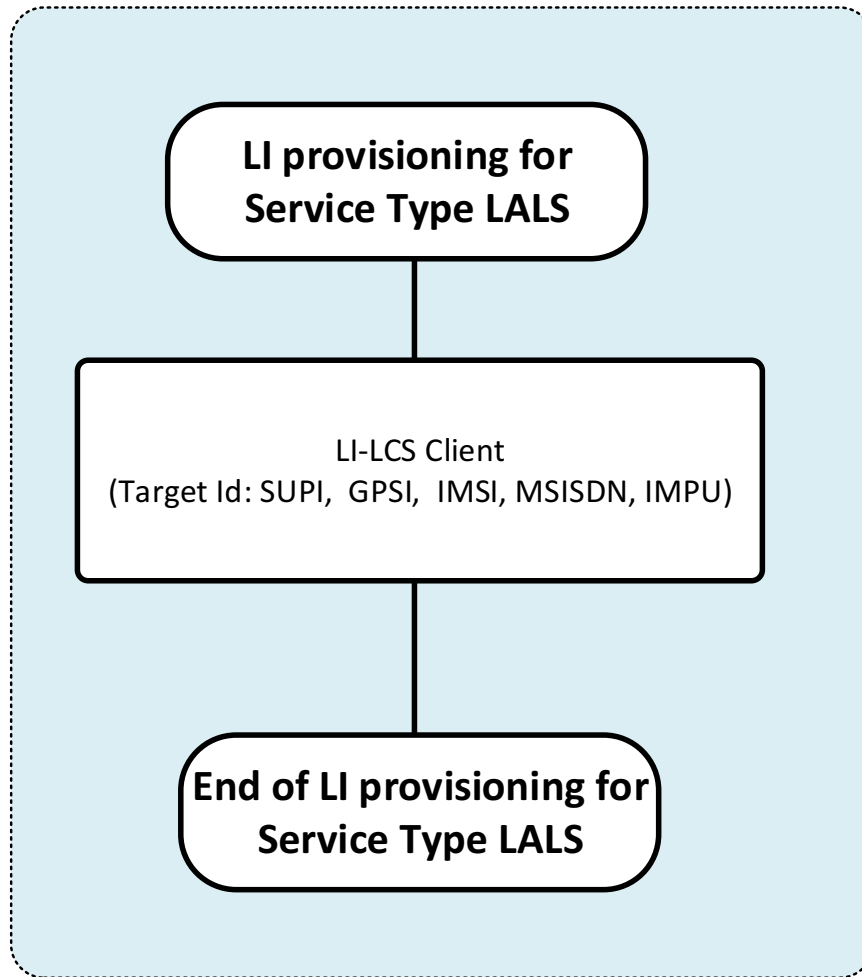 LI provisioning for
Service Type LALS
LI-LCS Client
(Target Id: SUPI,  GPSI,  IMSI, MSISDN, IMPU)
End of LI provisioning for
Service Type LALS